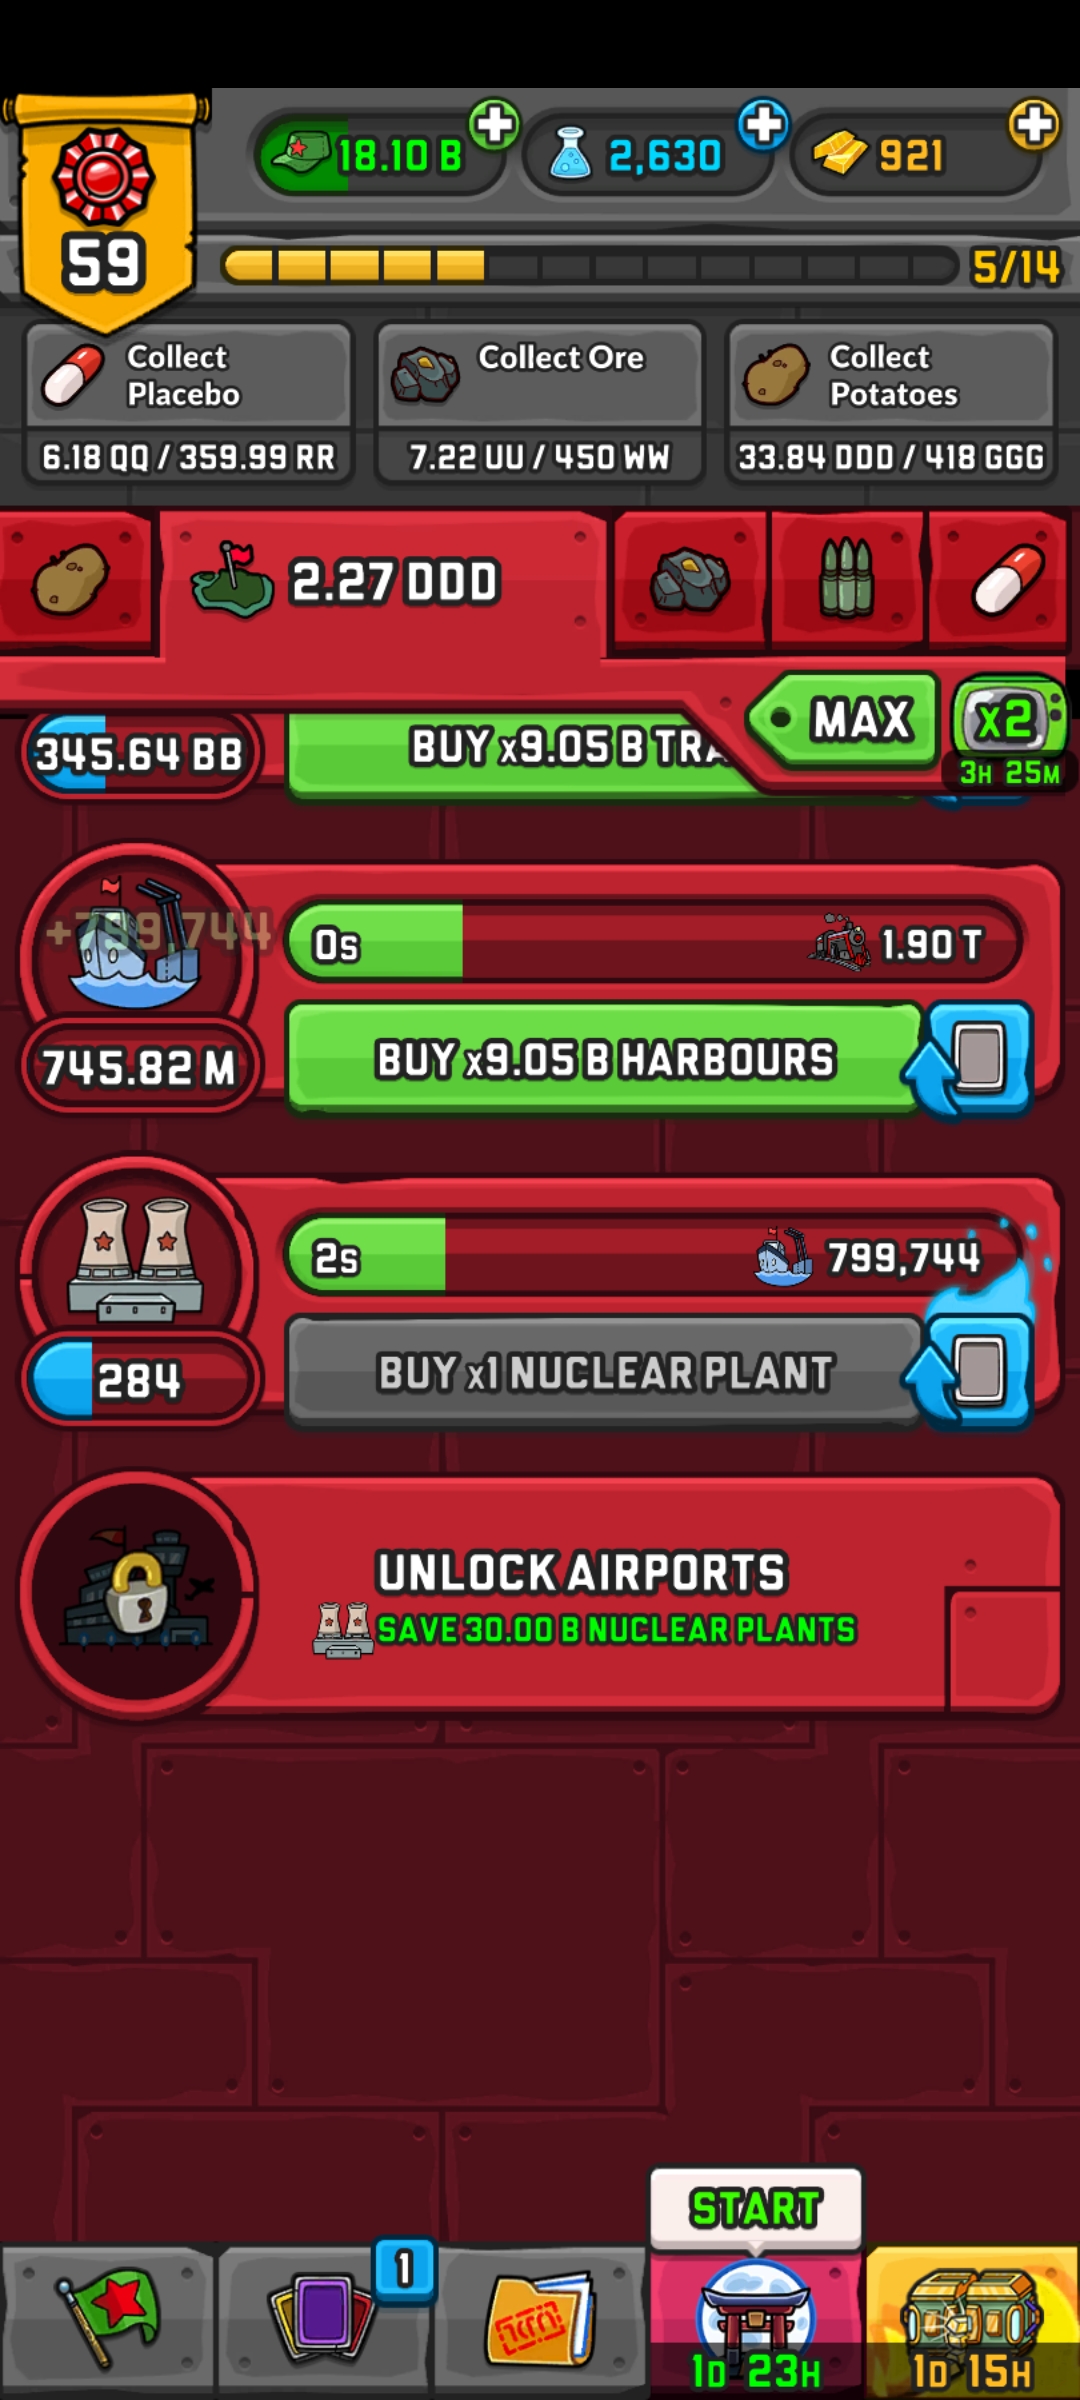 59
18.10 B
2,630
921
5/14
Collect Placebo
6.18 QQ / 359.99 RR
Collect Ore
7.22 UU / 450 WW
Collect Potatoes
33.84 DDD / 418 GGG
2.27 DDD
MAX
x2
3H 25M
345.64 BB
BUY x9.05 B
+799,744
0s
1.90 T
745.82 M
BUY x9.05 B HARBOURS
2s
799,744
284
BUY x1 NUCLEAR PLANT
UNLOCK AIRPORTS
SAVE 30.00 B NUCLEAR PLANTS
START
1
1D 23H
1D 15H